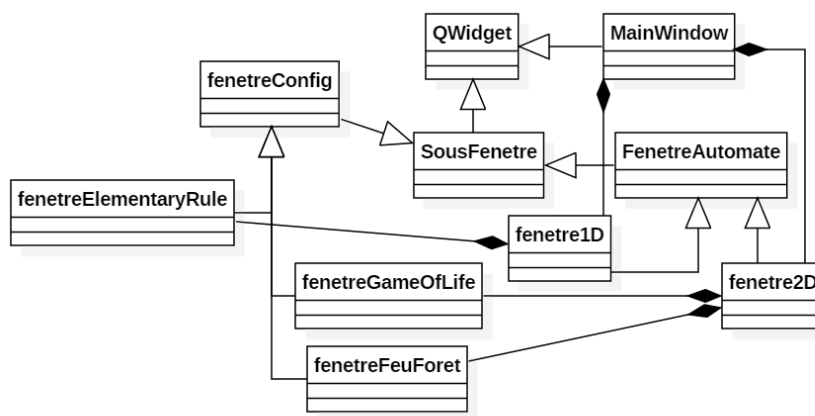 QWidget
MainWindow
fenetreConfig
SousFenetre
FenetreAutomate
fenetreElementaryRule
fenetre1D
fenetreGameOfLife
fenetre2D
fenetreFeuForet